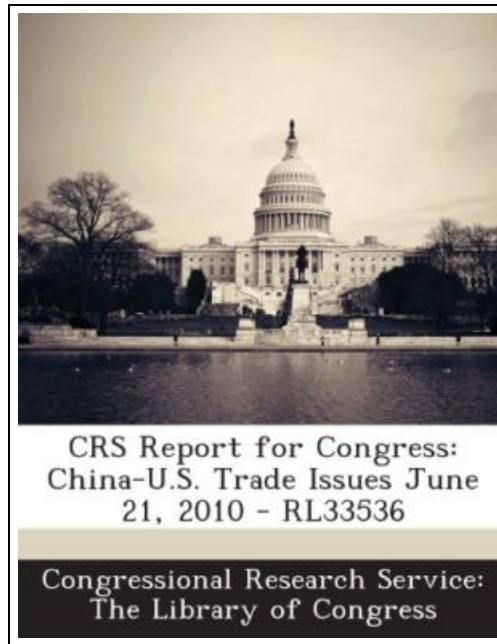 CRS Report for Congress:
China-U.S. Trade Issues June
21, 2010 - RL33536
Congressional Research Service:
The Library of Congress